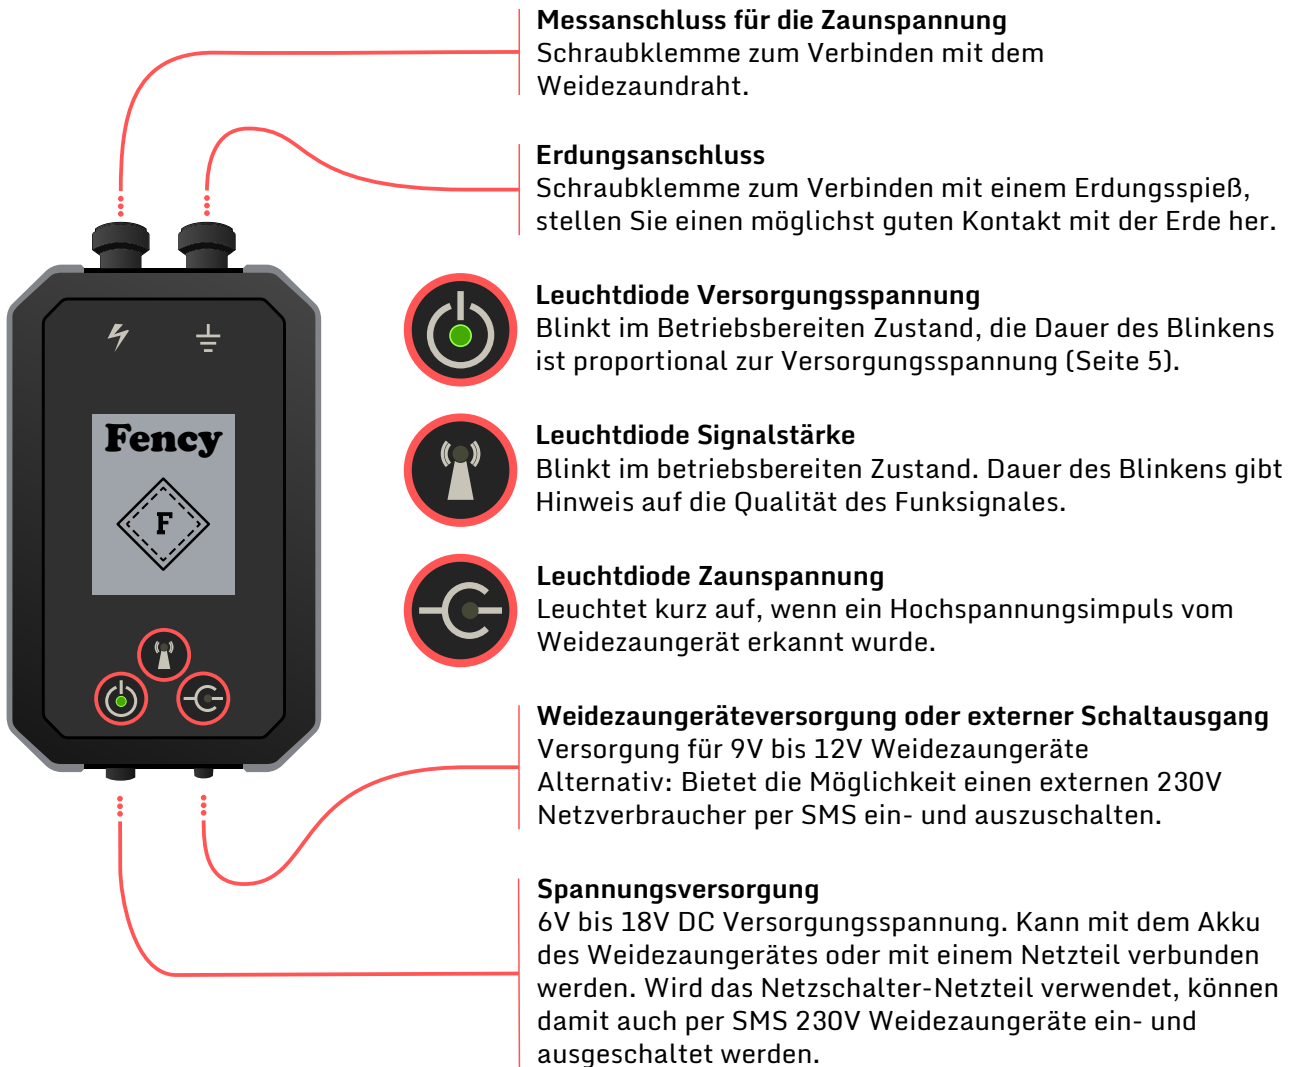 Messanschluss für die Zaunspannung
Schraubklemme zum Verbinden mit dem
Weidezaundraht.
Erdungsanschluss
Schraubklemme zum Verbinden mit einem Erdungsspieß,
stellen Sie einen möglichst guten Kontakt mit der Erde her.
Leuchtdiode Versorgungsspannung
Blinkt im Betriebsbereiten Zustand, die Dauer des Blinkens
ist proportional zur Versorgungsspannung (Seite 5).
Fency
F
Leuchtdiode Signalstärke
Blinkt im betriebsbereiten Zustand. Dauer des Blinkens gibt
Hinweis auf die Qualität des Funksignales.
Leuchtdiode Zaunspannung
Leuchtet kurz auf, wenn ein Hochspannungsimpuls vom
Weidezaungerät erkannt wurde.
Weidezaungeräteversorgung oder externer Schaltausgang
Versorgung für 9V bis 12V Weidezaungeräte
Alternativ: Bietet die Möglichkeit einen externen 230V
Netzverbraucher per SMS ein- und auszuschalten.
Spannungsversorgung
6V bis 18V DC Versorgungsspannung. Kann mit dem Akku
des Weidezaungerätes oder mit einem Netzteil verbunden
werden. Wird das Netzschalter-Netzteil verwendet, können
damit auch per SMS 230V Weidezaungeräte ein- und
ausgeschaltet werden.